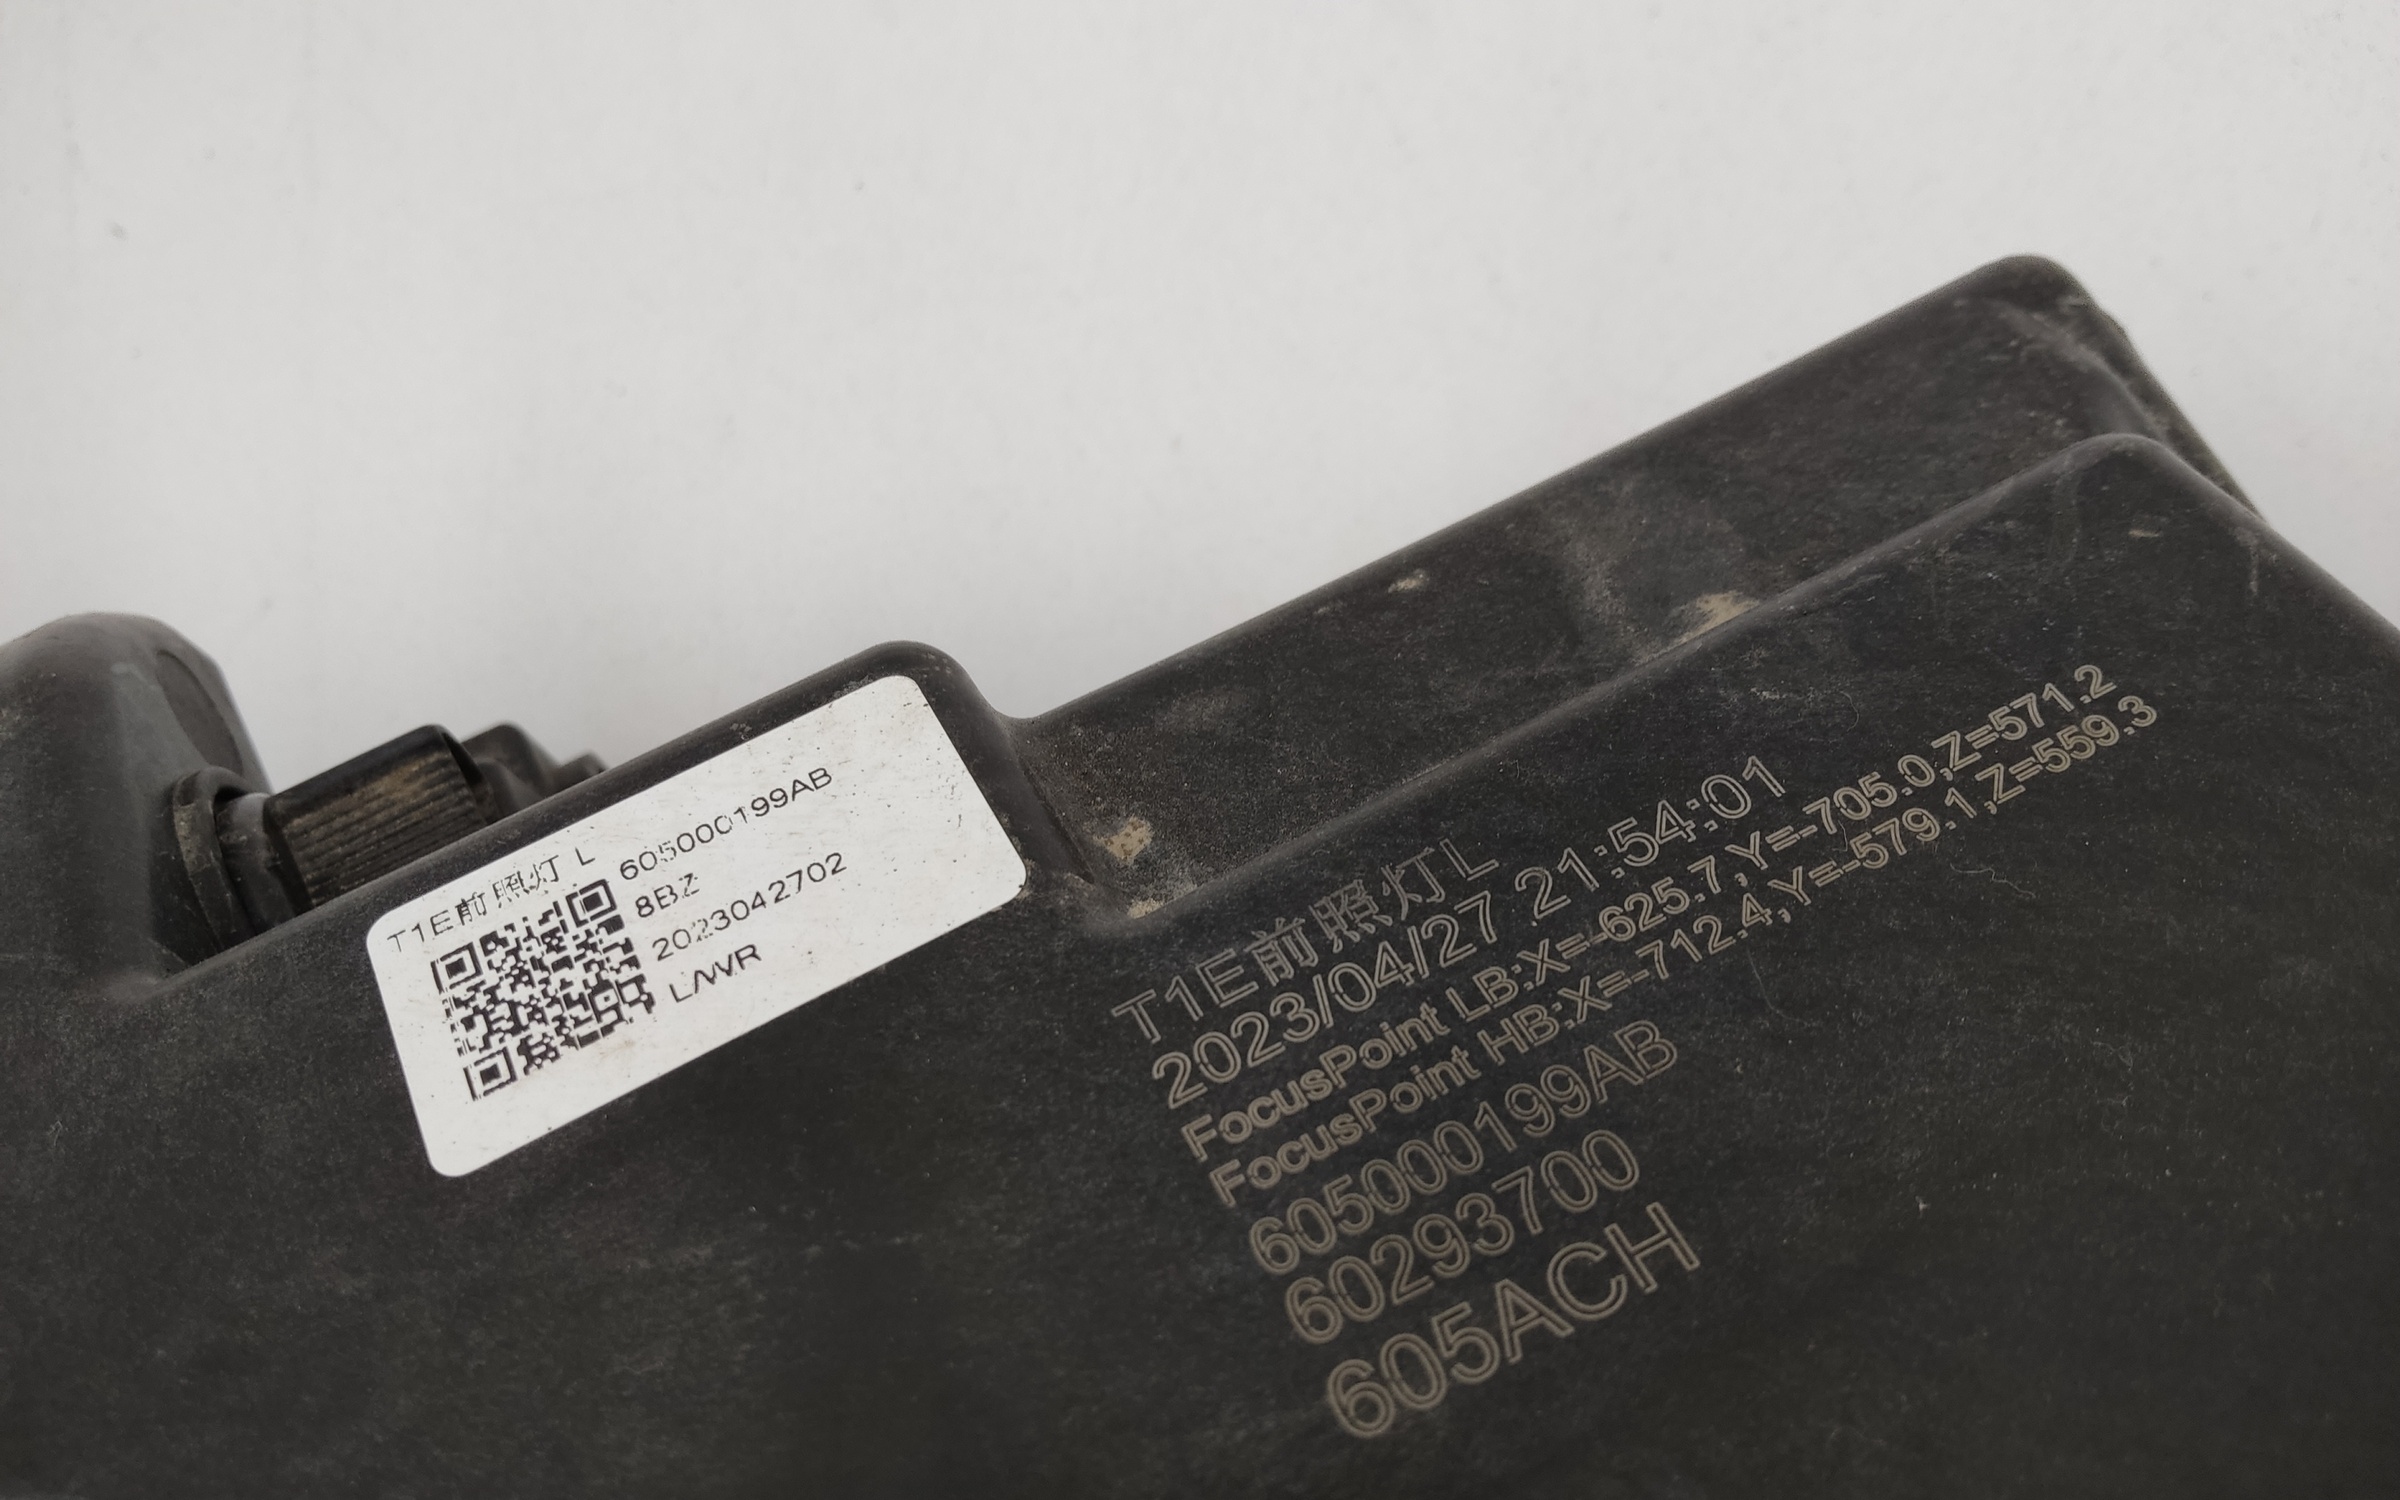 T1E前照灯 L
605000199AB
8BZ
2023042702
L/WR
T1E前照灯L
2023/04/27 21:54:01
FocusPoint LB:X=-625.7,Y=-705.0,Z=571.2
FocusPoint HB:X=-712.4,Y=-579.1,Z=559.3
605000199AB
60293700
605ACH